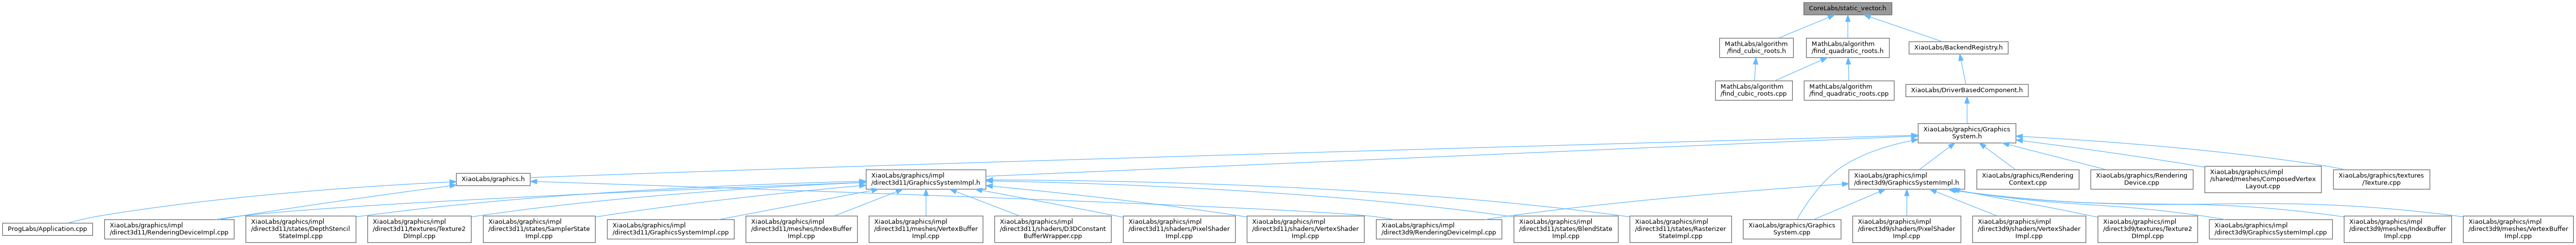 CoreLabs/static_vector.h
MathLabs/algorithm
/find_cubic_roots.h
MathLabs/algorithm
/find_quadratic_roots.h
XiaoLabs/BackendRegistry.h
MathLabs/algorithm
/find_cubic_roots.cpp
MathLabs/algorithm
/find_quadratic_roots.cpp
XiaoLabs/DriverBasedComponent.h
XiaoLabs/graphics/Graphics
System.h
XiaoLabs/graphics.h
XiaoLabs/graphics/impl
/direct3d11/GraphicsSystemImpl.h
XiaoLabs/graphics/impl
/direct3d9/GraphicsSystemImpl.h
XiaoLabs/graphics/Rendering
Context.cpp
XiaoLabs/graphics/Rendering
Device.cpp
XiaoLabs/graphics/impl
/shared/meshes/ComposedVertex
Layout.cpp
XiaoLabs/graphics/textures
/Texture.cpp
ProgLabs/Application.cpp
XiaoLabs/graphics/impl
/direct3d11/RenderingDeviceImpl.cpp
XiaoLabs/graphics/impl
/direct3d11/states/DepthStencil
StateImpl.cpp
XiaoLabs/graphics/impl
/direct3d11/textures/Texture2
DImpl.cpp
XiaoLabs/graphics/impl
/direct3d11/states/SamplerState
Impl.cpp
XiaoLabs/graphics/impl
/direct3d11/GraphicsSystemImpl.cpp
XiaoLabs/graphics/impl
/direct3d11/meshes/IndexBuffer
Impl.cpp
XiaoLabs/graphics/impl
/direct3d11/meshes/VertexBuffer
Impl.cpp
XiaoLabs/graphics/impl
/direct3d11/shaders/D3DConstant
BufferWrapper.cpp
XiaoLabs/graphics/impl
/direct3d11/shaders/PixelShader
Impl.cpp
XiaoLabs/graphics/impl
/direct3d11/shaders/VertexShader
Impl.cpp
XiaoLabs/graphics/impl
/direct3d9/RenderingDeviceImpl.cpp
XiaoLabs/graphics/impl
/direct3d11/states/BlendState
Impl.cpp
XiaoLabs/graphics/impl
/direct3d11/states/Rasterizer
StateImpl.cpp
XiaoLabs/graphics/Graphics
System.cpp
XiaoLabs/graphics/impl
/direct3d9/shaders/PixelShader
Impl.cpp
XiaoLabs/graphics/impl
/direct3d9/shaders/VertexShader
Impl.cpp
XiaoLabs/graphics/impl
/direct3d9/textures/Texture2
DImpl.cpp
XiaoLabs/graphics/impl
/direct3d9/GraphicsSystemImpl.cpp
XiaoLabs/graphics/impl
/direct3d9/meshes/IndexBuffer
Impl.cpp
XiaoLabs/graphics/impl
/direct3d9/meshes/VertexBuffer
Impl.cpp